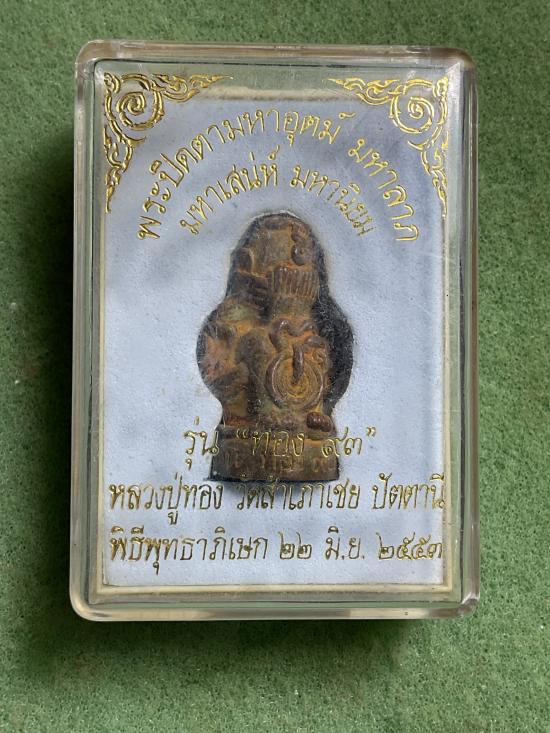 พระปิดตามหาอุตม์ มหาลาภ
มหาเสน่ห์ มหานิยม
รุ่น "ทอง ๙๓"
หลวงปู่ทอง วัดสำเภาเชย ปัตตานี
พิธีพุทธาภิเษก ๒๒ มิ.ย. ๒๕๕๓